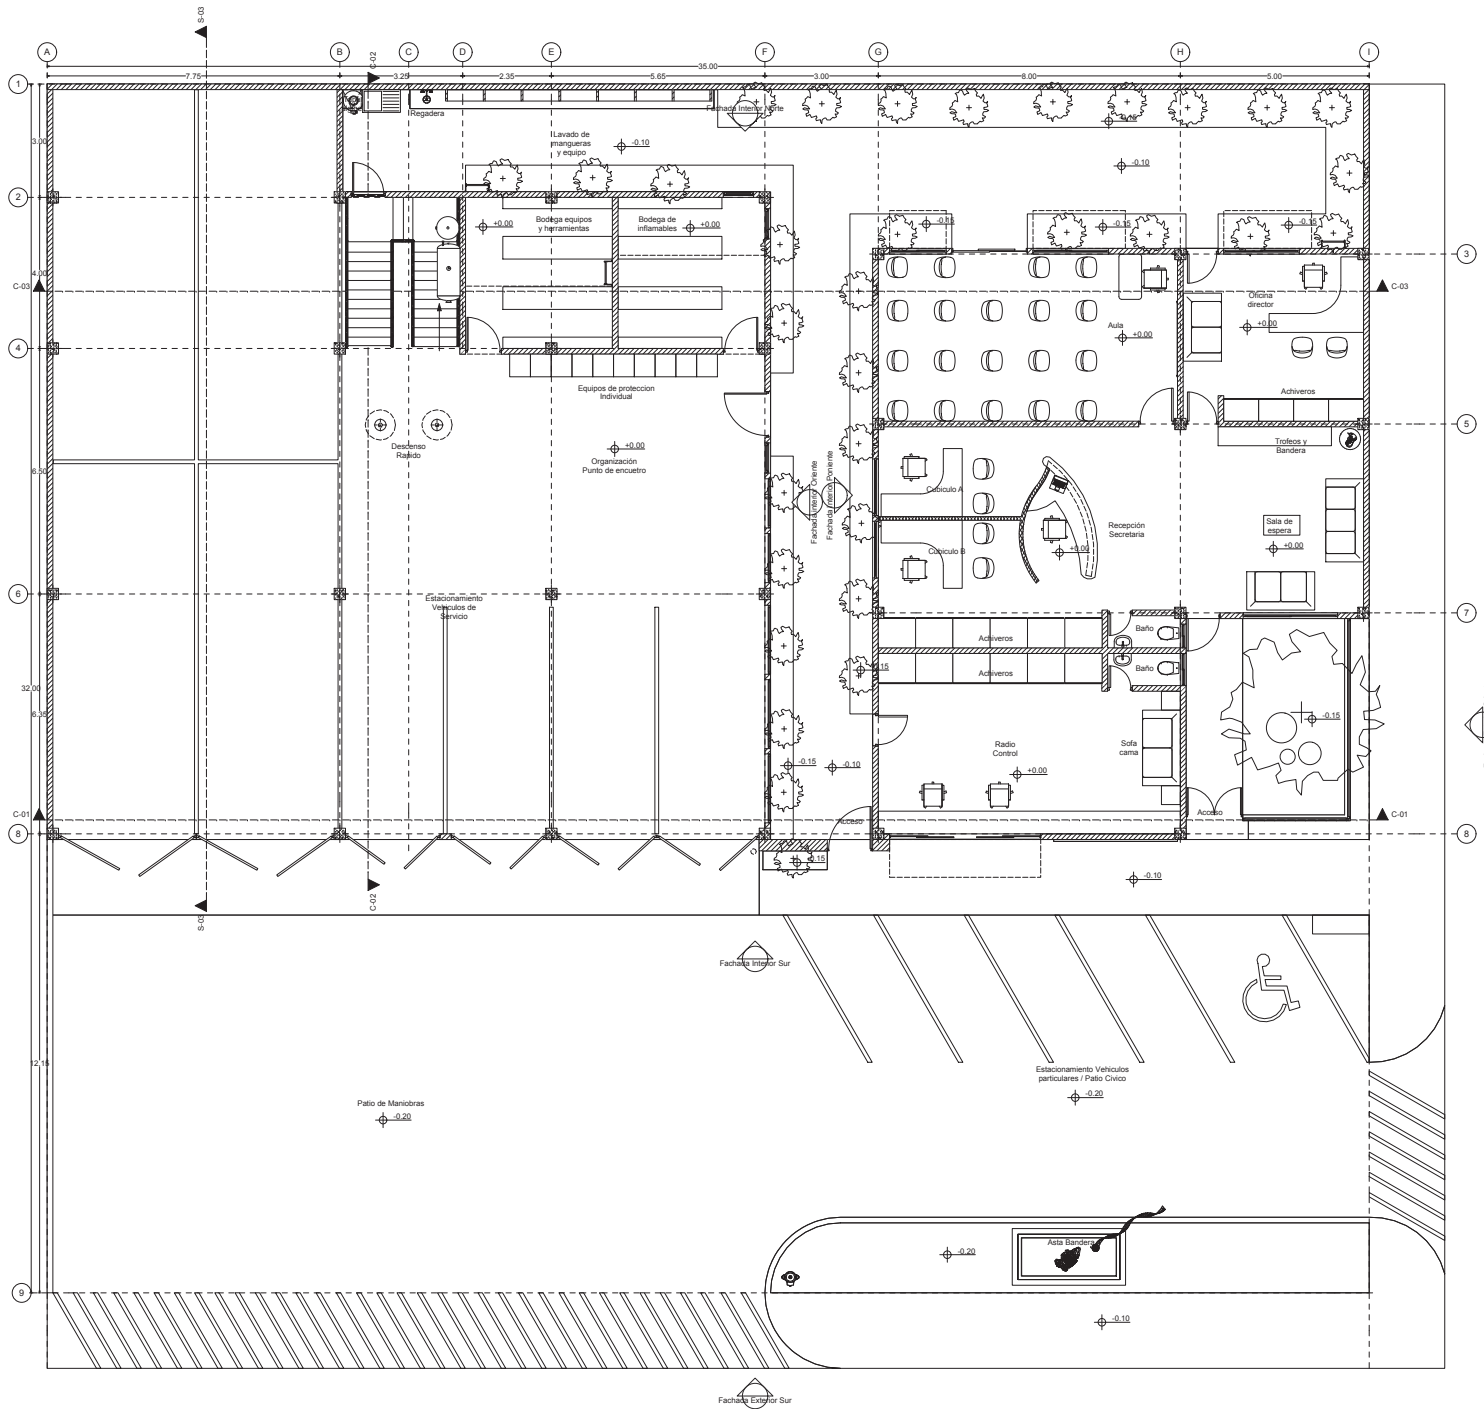 S-03
A
B
C
D
E
F
G
H
I
C-02
35.00
7.75
3.25
2.35
5.65
3.00
8.00
5.00
1
Regadera
Fachada Interior Norte
-0.15
3.00
Lavado de
mangueras
y equipo
-0.10
-0.10
2
+0.00
Bodega equipos
y herramientas
Bodega de
inflamables
+0.00
-0.15
-0.15
-0.15
3
4.00
C-03
C-03
Oficina
director
+0.00
Aula
+0.00
4
Equipos de proteccion
Individual
Achiveros
5
Descenso
Rapido
+0.00
Organización
Punto de encuetro
Trofeos y
Bandera
6.50
Fachada Interior Oriente
Fachada Interior Poniente
Cubiculo A
Recepción
Secretaria
Sala de
espera
+0.00
+0.00
Cubiculo B
6
Estacionamiento
Vehiculos de
Servicio
7
Baño
Achiveros
Baño
Achiveros
-0.15
32.00
6.35
-0.15
Radio
Control
Sofa
cama
+0.00
-0.15
-0.10
C-01
Acceso
Acceso
C-01
8
8
-0.15
-0.10
C-02
S-03
Fachada Interior Sur
12.15
Estacionamiento Vehiculos
particulares / Patio Civico
-0.20
Patio de Maniobras
-0.20
Asta Bandera
-0.20
9
-0.10
Fachada Exterior Sur